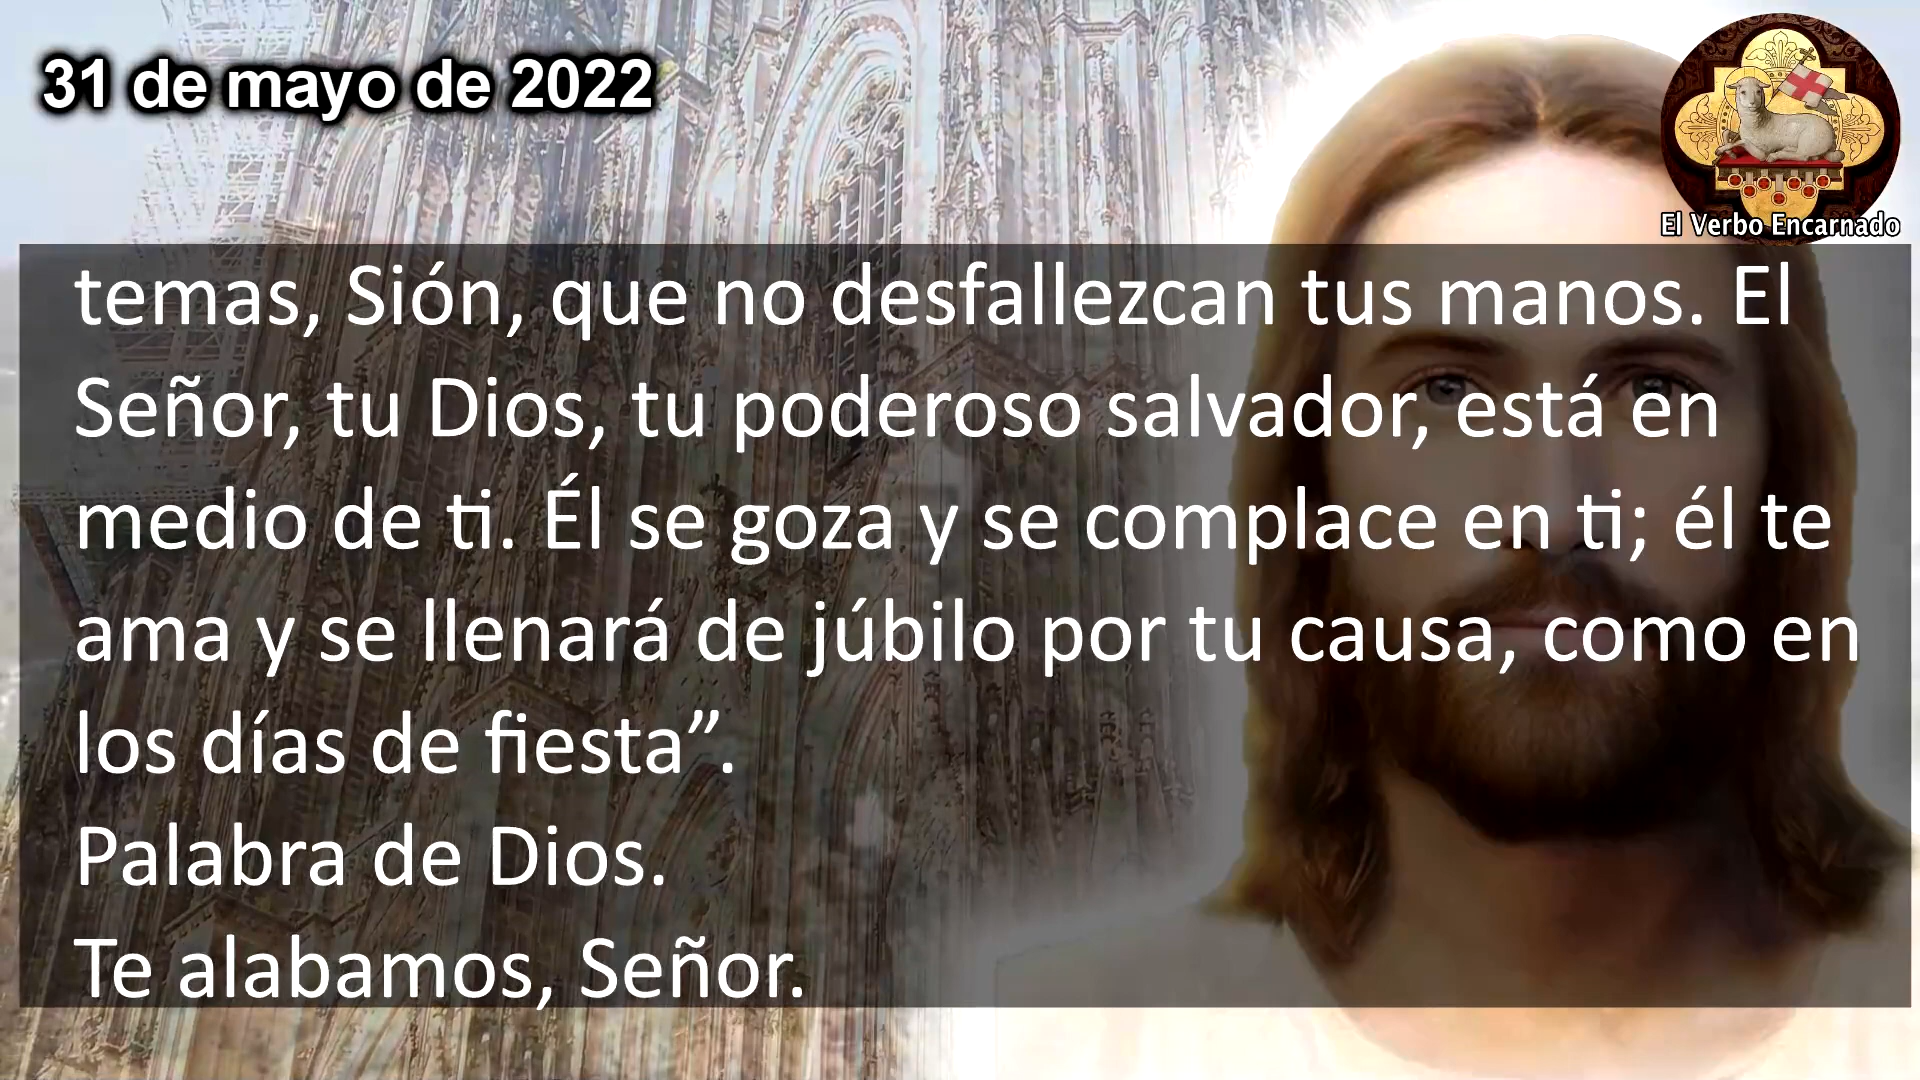 31 de mayo de 2022
El Verbo Encarnado
temas, Sión, que no desfallezcan tus manos. El
Señor, tu Dios, tu poderoso salvador, está en
medio de ti. Él se goza y se complace en ti; él te
ama y se llenará de júbilo por tu causa, como en
los días de fiesta”.
Palabra de Dios.
Te alabamos, Señor.